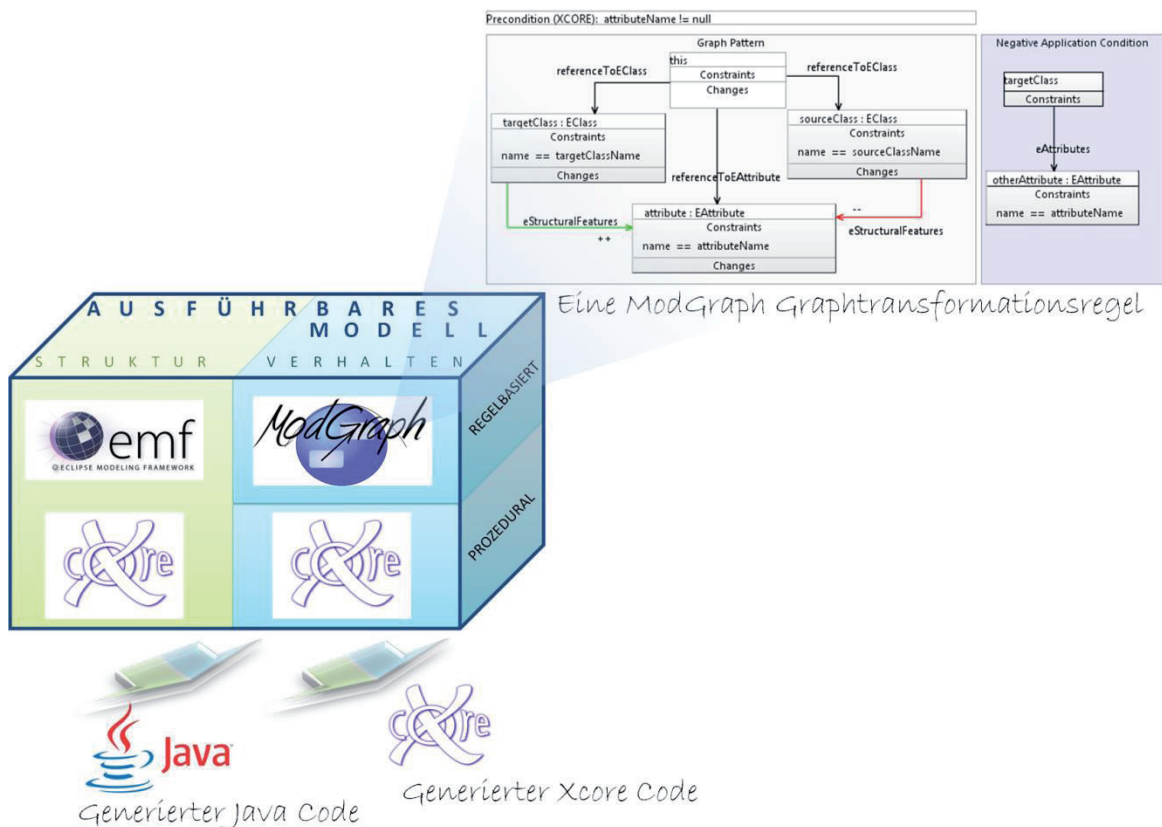 Precondition (XCORE): attributeName != null
Graph Pattern
this
Constraints
Changes
referenceToEClass
referenceToEClass
targetClass : EClass
Constraints
name == targetClassName
Changes
sourceClass : EClass
Constraints
name == sourceClassName
Changes
referenceToEAttribute
eStructuralFeatures
++
--
eStructuralFeatures
attribute : EAttribute
Constraints
name == attributeName
Changes
Negative Application Condition
targetClass
Constraints
eAttributes
otherAttribute : EAttribute
Constraints
name == attributeName
Eine ModGraph Graphtransformationsregel
AUSFÜHRBARES
MODELL
STRUKTUR
VERHALTEN
REGELBASIERT
PROZEDURAL
emf
ECLIPSE MODELING FRAMEWORK
ModGraph
xcore
xcore
Java
xcore
Generierter Java Code
Generierter Xcore Code